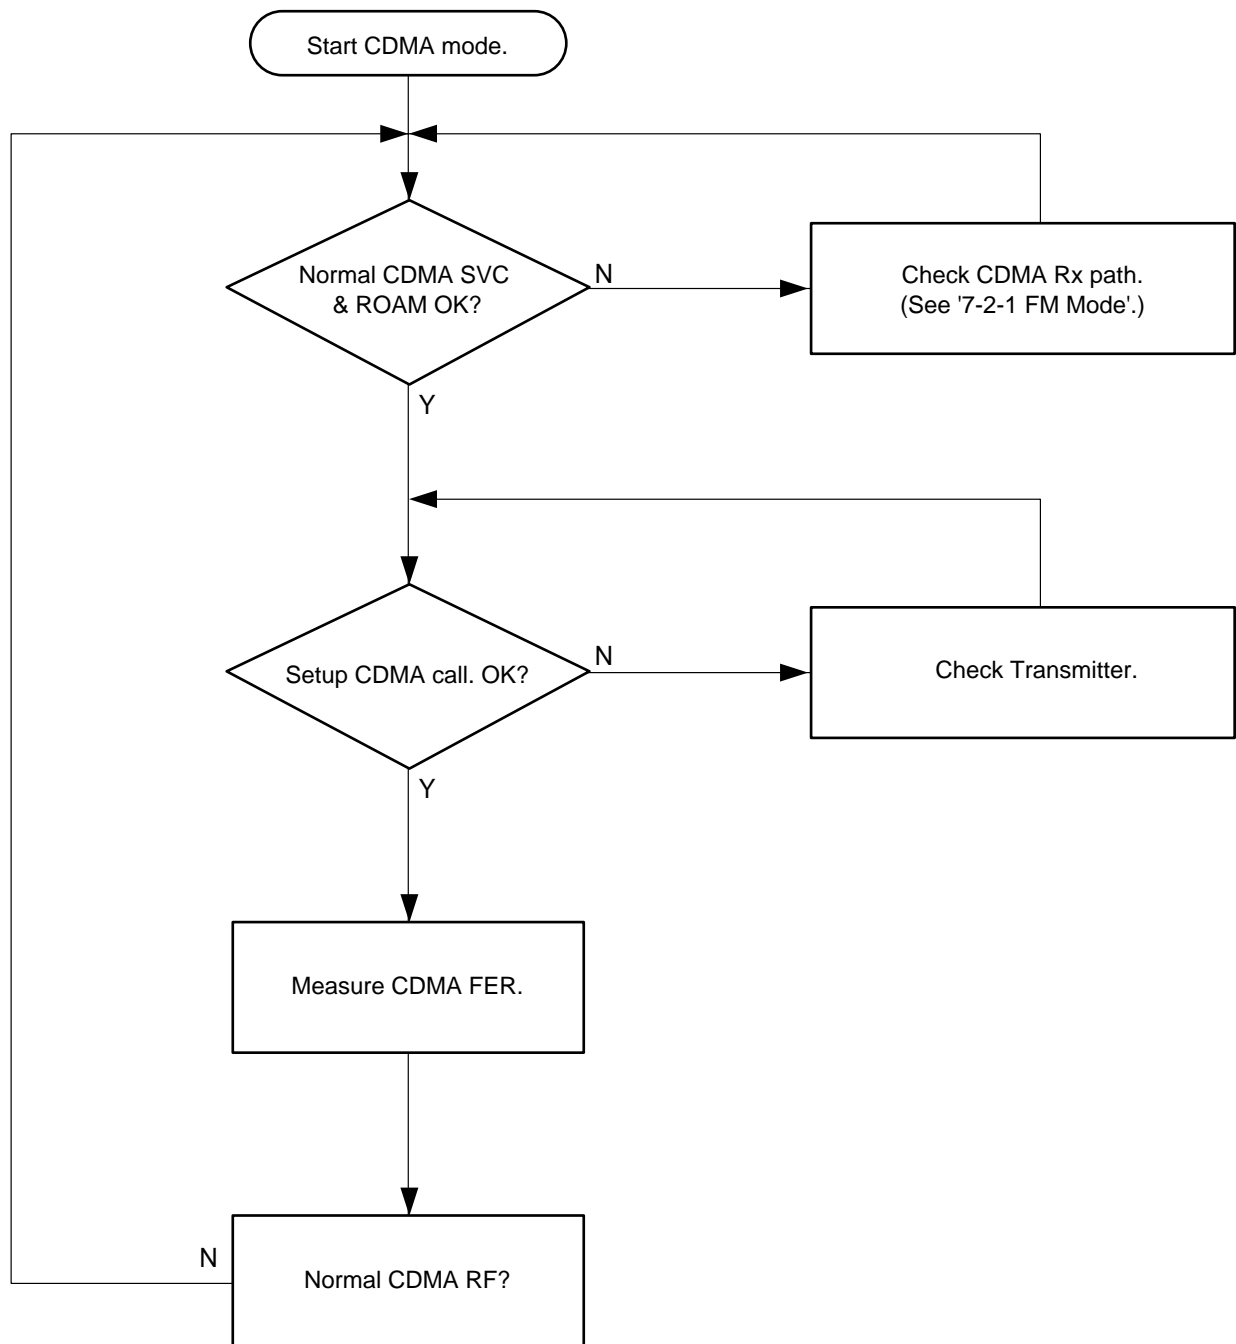 Start CDMA mode.
Normal CDMA SVC
& ROAM OK?
N
Check CDMA Rx path.
(See '7-2-1 FM Mode'.)
Y
Setup CDMA call. OK?
N
Check Transmitter.
Y
Measure CDMA FER.
N
Normal CDMA RF?